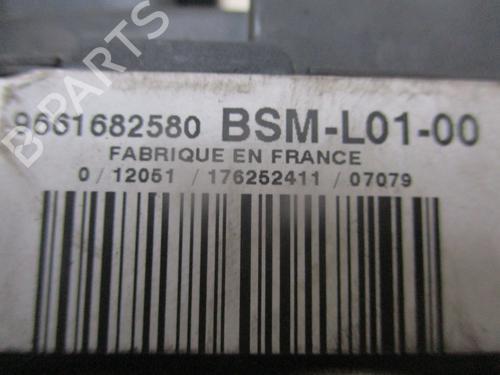 9661682580 BSM-L01-00
FABRIQUE EN FRANCE
0 / 12051 / 176252411 / 07079
B-PARTS